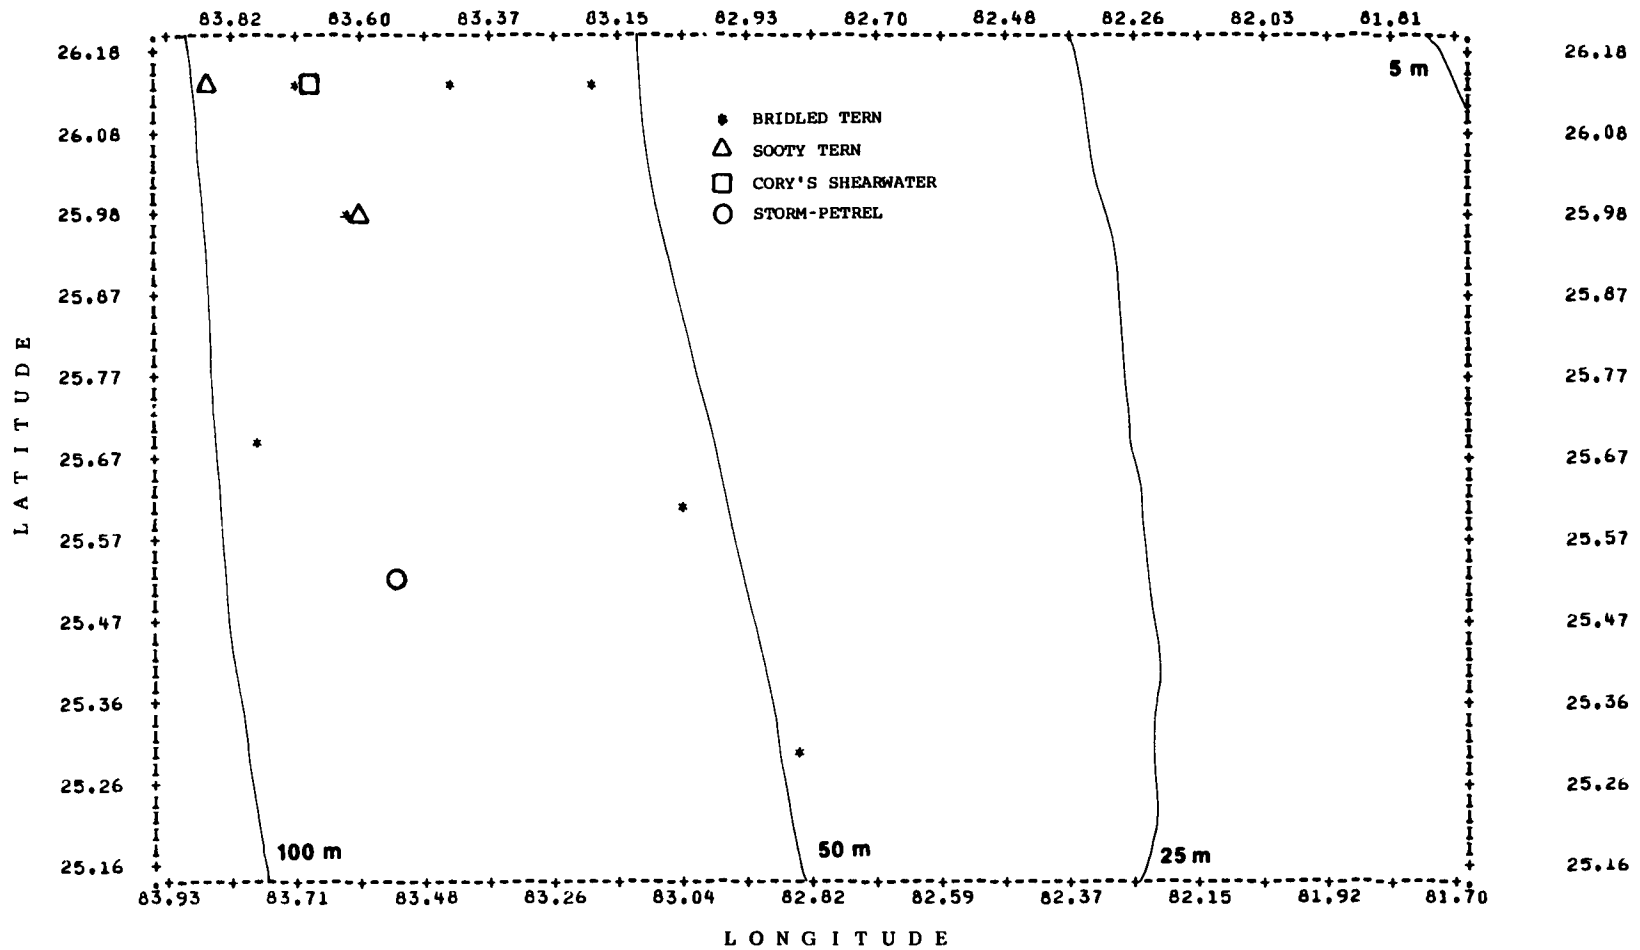 83.82 83.60 83.37 83.15 82.93 82.70 82.48 82.26 82.03 81.81
26.18 26.18
5 m
* BRIDLED TERN
26.08 26.08
△ SOOTY TERN
□ CORY'S SHEARWATER
25.98 25.98
○ STORM-PETREL
25.87 25.87
25.77 25.77
25.67 25.67
25.57 25.57
25.47 25.47
25.36 25.36
25.26 25.26
100 m 50 m 25 m
25.16 25.16
83.93 83.71 83.48 83.26 83.04 82.82 82.59 82.37 82.15 81.92 81.70
LATITUDE
LONGITUDE